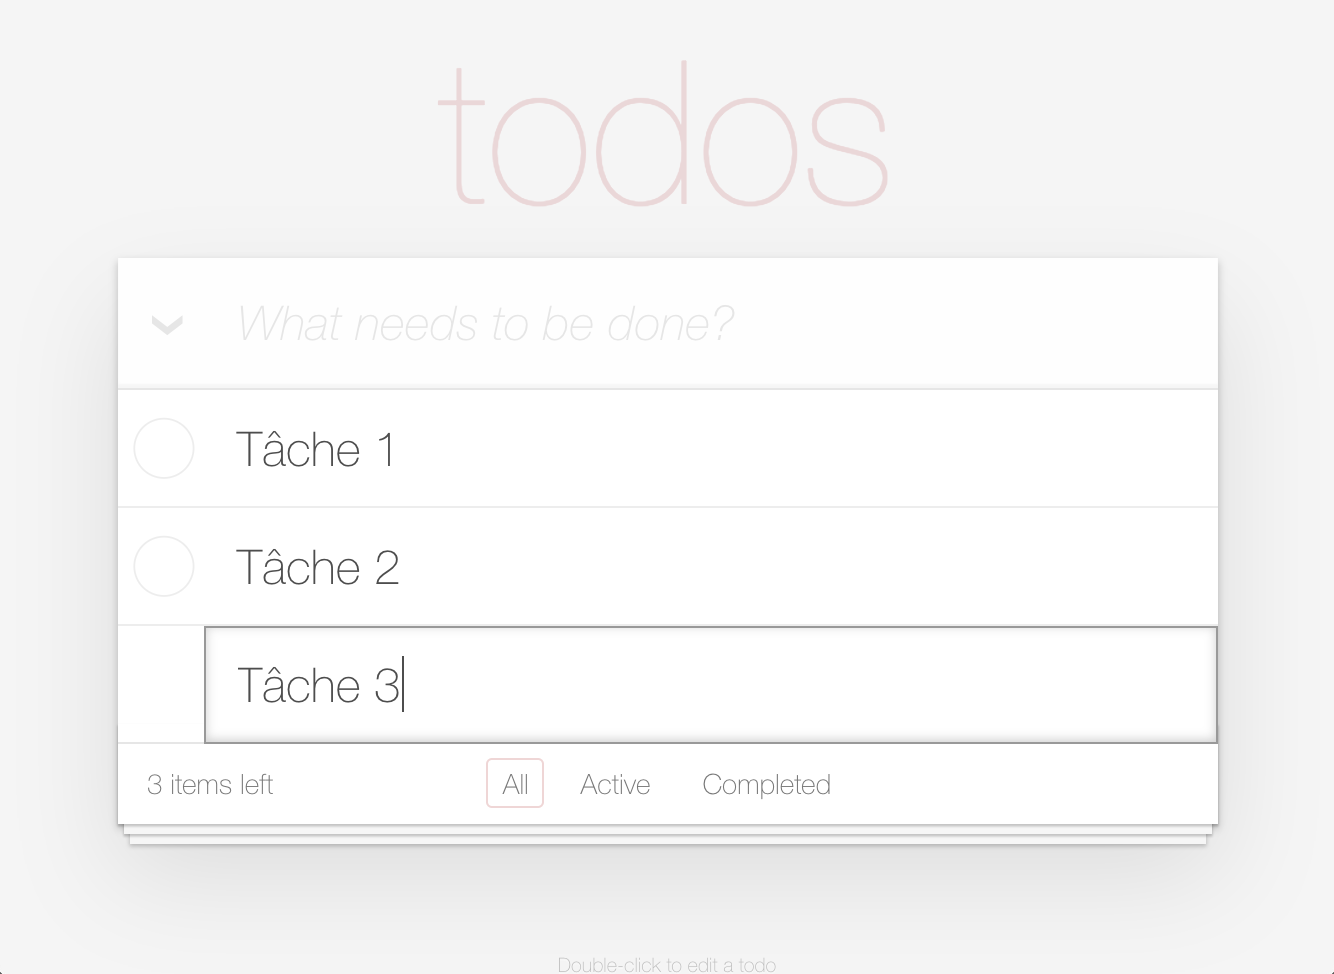 todos
What needs to be done?
Tâche 1
Tâche 2
Tâche 3
3 items left All Active Completed
Double-click to edit a todo